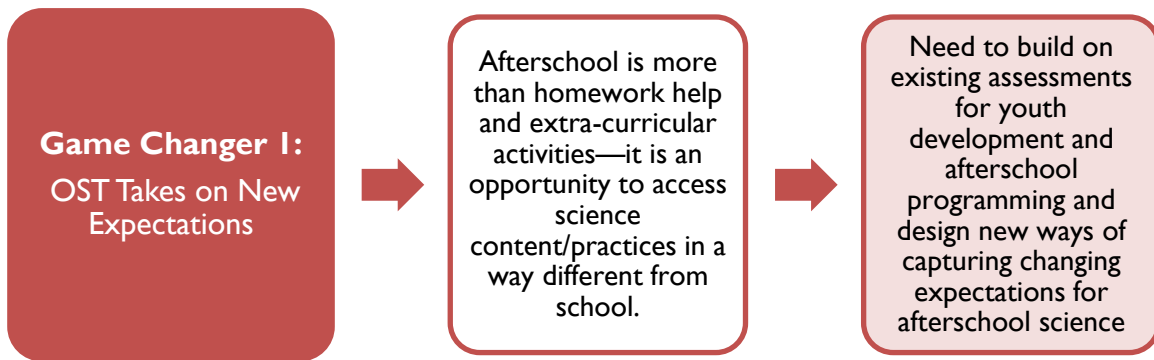 Game Changer 1:
OST Takes on New
Expectations
Afterschool is more
than homework help
and extra-curricular
activities—it is an
opportunity to access
science
content/practices in a
way different from
school.
Need to build on
existing assessments
for youth
development and
afterschool
programming and
design new ways of
capturing changing
expectations for
afterschool science